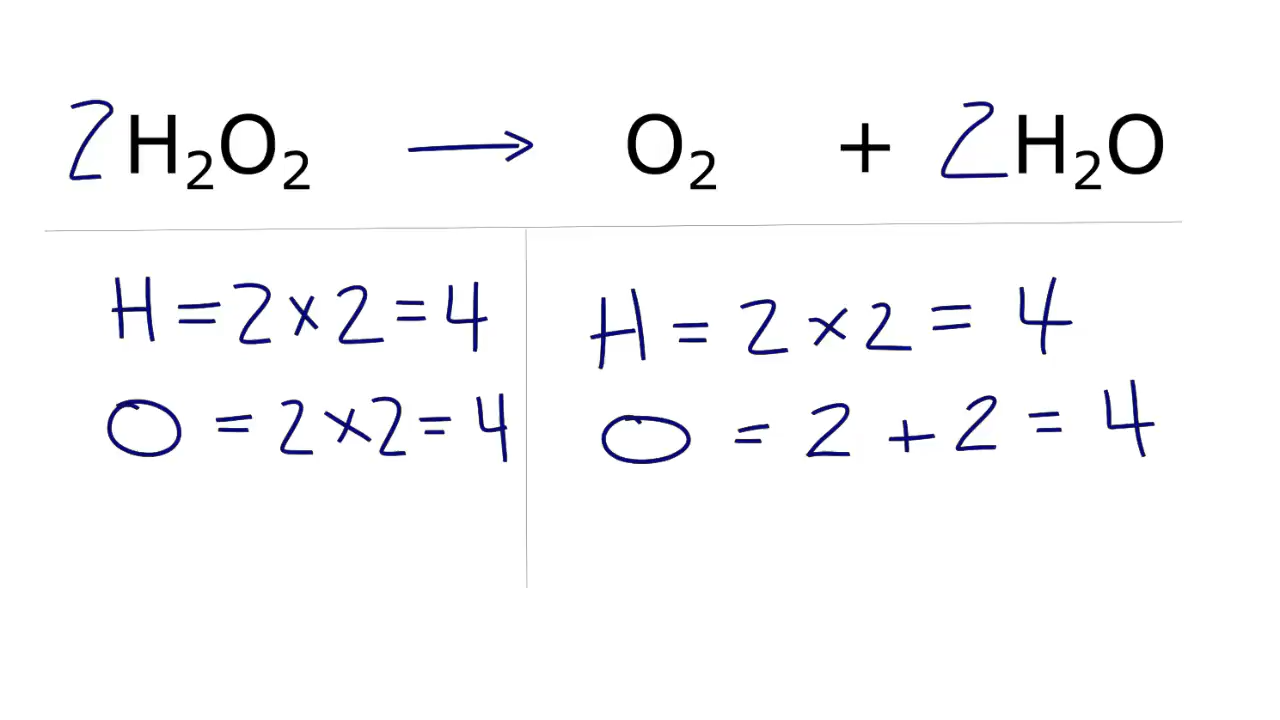 2H₂O₂ → O₂ + 2H₂O
H = 2 × 2 = 4
O = 2 × 2 = 4
H = 2 × 2 = 4
O = 2 + 2 = 4